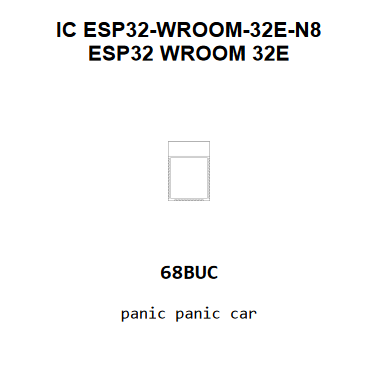 IC ESP32-WROOM-32E-N8
ESP32 WROOM 32E
68BUC
panic panic car